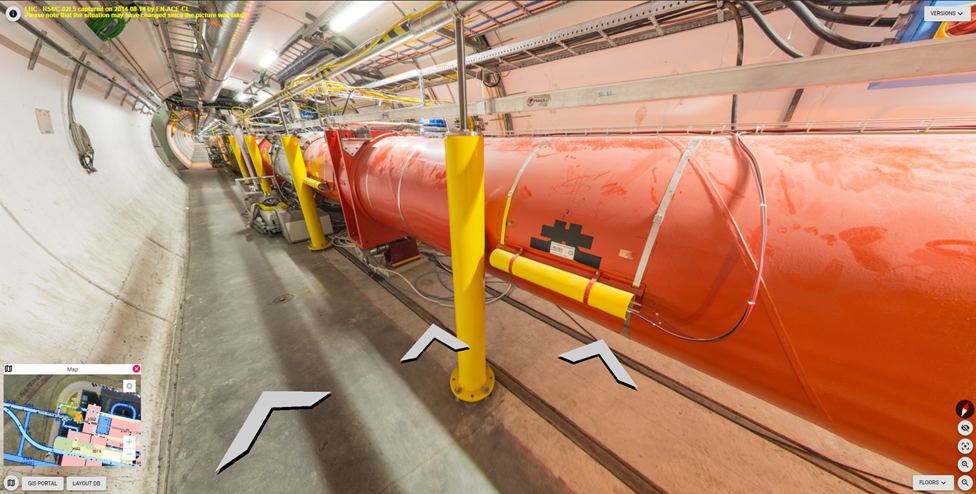 LHC - R54/C.02L5 captured on 2014-08-14 by EN-ACE-CL
Please note that the situation may have changed since the picture was taken
VERSIONS
Map
GIS PORTAL
LAYOUT DB
FLOORS